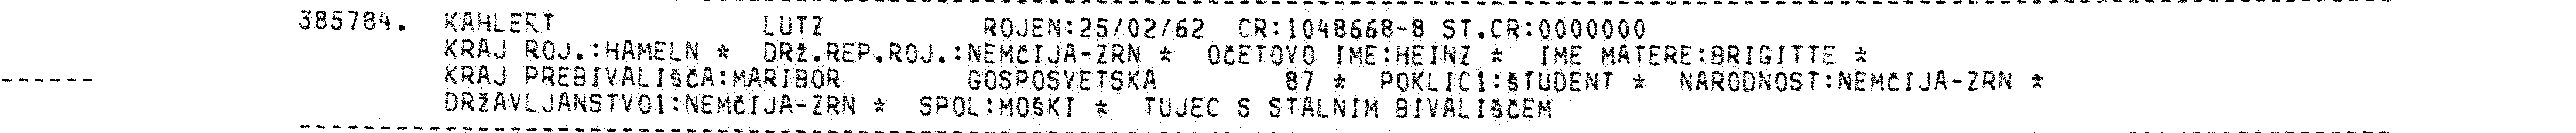 385784. KAHLERT LUTZ ROJEN:25/02/62 CR:1048668-8 ST.CR:0000000
KRAJ ROJ.:HAMELN * DRŽ.REP.ROJ.:NEMČIJA-ZRN * OČETOVO IME:HEINZ * IME MATERE:BRIGITTE *
KRAJ PREBIVALIŠČA:MARIBOR GOSPOSVETSKA 87 * POKLIC1:ŠTUDENT * NARODNOST:NEMČIJA-ZRN *
DRŽAVLJANSTVO1:NEMČIJA-ZRN * SPOL:MOŠKI * TUJEC S STALNIM BIVALIŠČEM